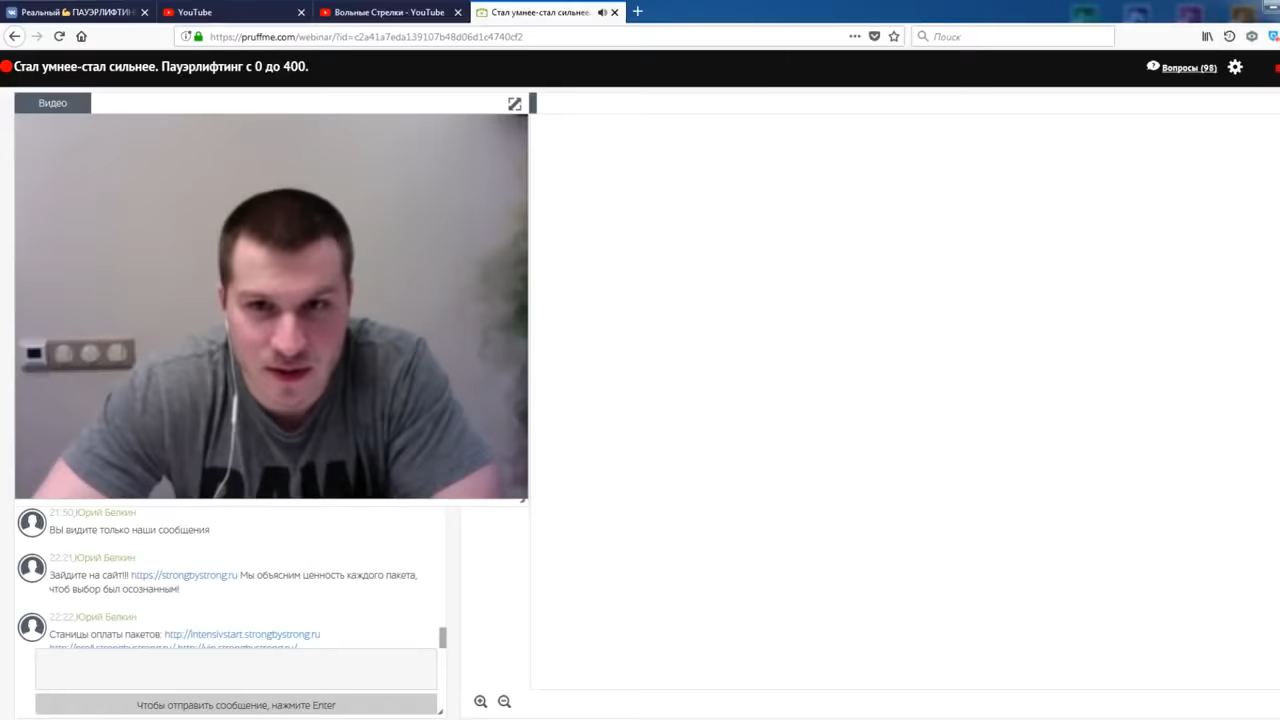 Реальный 💪 ПАУЭРЛИФТИН
YouTube
Вольные Стрелки - YouTube
Стал умнее-стал сильнее.
https://pruffme.com/webinar/?id=c2a41a7eda139107b48d06d1c4740cf2
Поиск
Стал умнее-стал сильнее. Пауэрлифтинг с 0 до 400.
Вопросы (98)
Видео
21:50,Юрий Белкин
ВЫ видите только наши сообщения
22:21,Юрий Белкин
Зайдите на сайт!!! https://strongbystrong.ru Мы объясним ценность каждого пакета,
чтоб выбор был осознанным!
22:22,Юрий Белкин
Станицы оплаты пакетов: http://intensivstart.strongbystrong.ru
Чтобы отправить сообщение, нажмите Enter